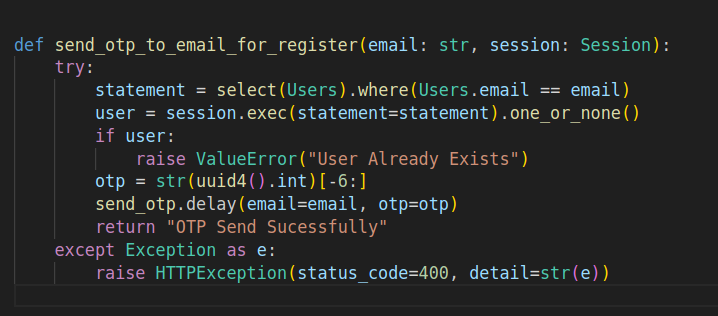 def send_otp_to_email_for_register(email: str, session: Session):
    try:
        statement = select(Users).where(Users.email == email)
        user = session.exec(statement=statement).one_or_none()
        if user:
            raise ValueError("User Already Exists")
        otp = str(uuid4().int)[-6:]
        send_otp.delay(email=email, otp=otp)
        return "OTP Send Sucessfully"
    except Exception as e:
        raise HTTPException(status_code=400, detail=str(e))